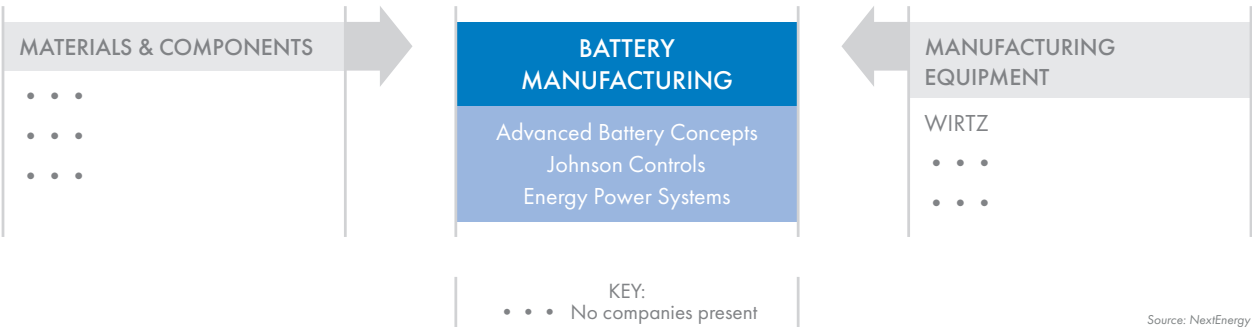 MATERIALS & COMPONENTS
• • •
• • •
• • •
BATTERY
MANUFACTURING
Advanced Battery Concepts
Johnson Controls
Energy Power Systems
MANUFACTURING
EQUIPMENT
WIRTZ
• • •
• • •
KEY:
• • • No companies present
Source: NextEnergy